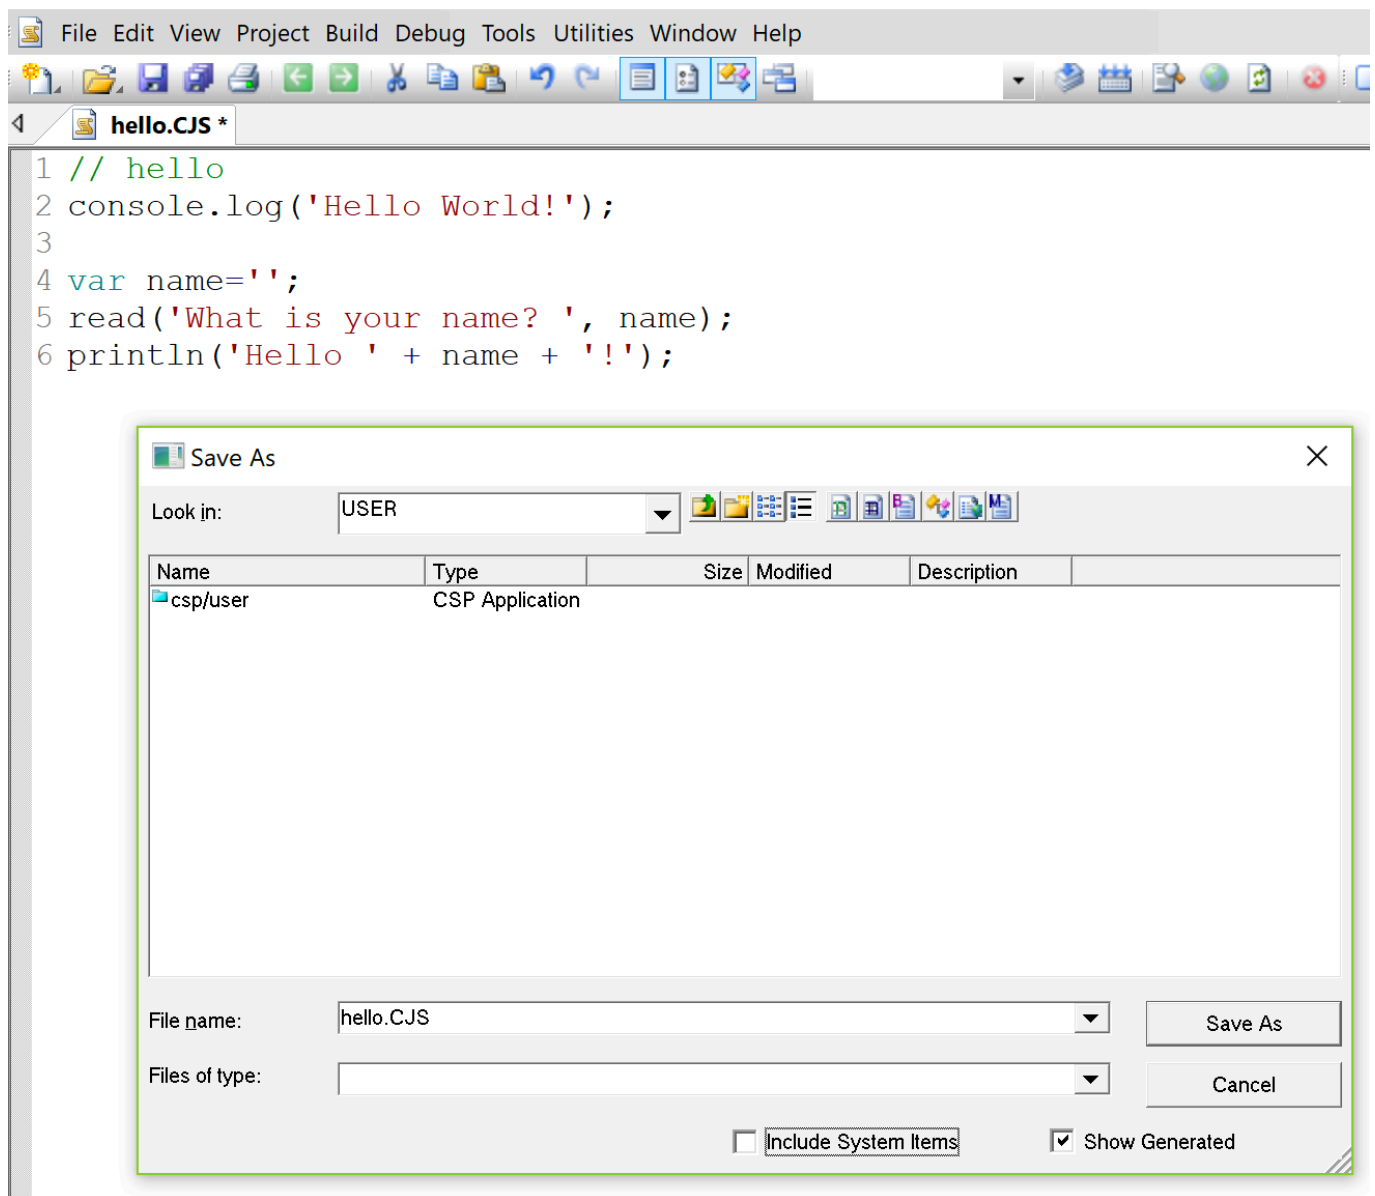 File Edit View Project Build Debug Tools Utilities Window Help
hello.CJS *
1 // hello
2 console.log('Hello World!');
3
4 var name='';
5 read('What is your name? ', name);
6 println('Hello ' + name + '!');
Save As
Look in: USER
Name Type Size Modified Description
csp/user CSP Application
File name: hello.CJS Save As
Files of type: Cancel
Include System Items Show Generated